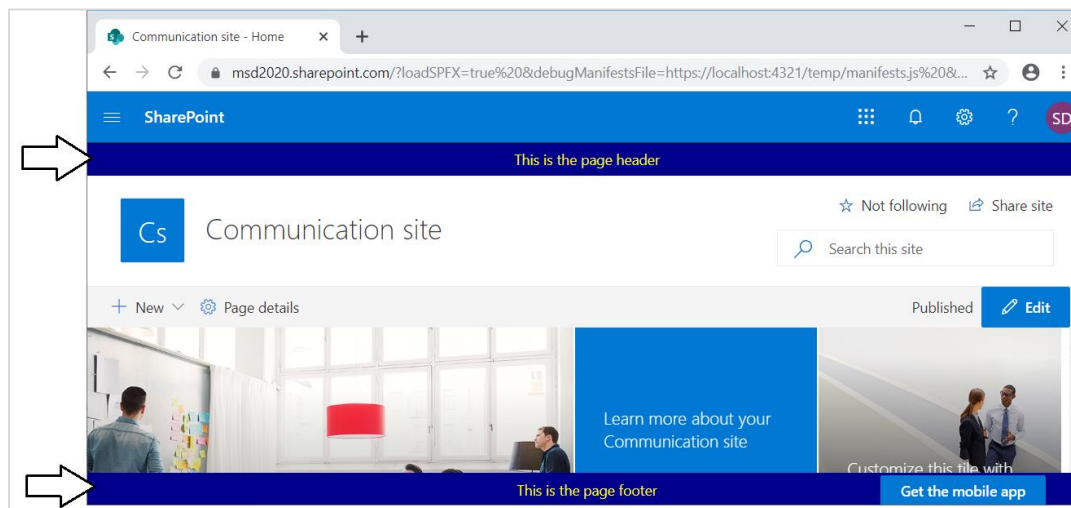 Communication site - Home
msd2020.sharepoint.com/?loadSPFX=true%20&debugManifestsFile=https://localhost:4321/temp/manifests.js%20&...
SharePoint
SD
This is the page header
Not following
Share site
Cs
Communication site
Search this site
New
Page details
Published
Edit
Learn more about your
Communication site
Customize this tile with
This is the page footer
Get the mobile app